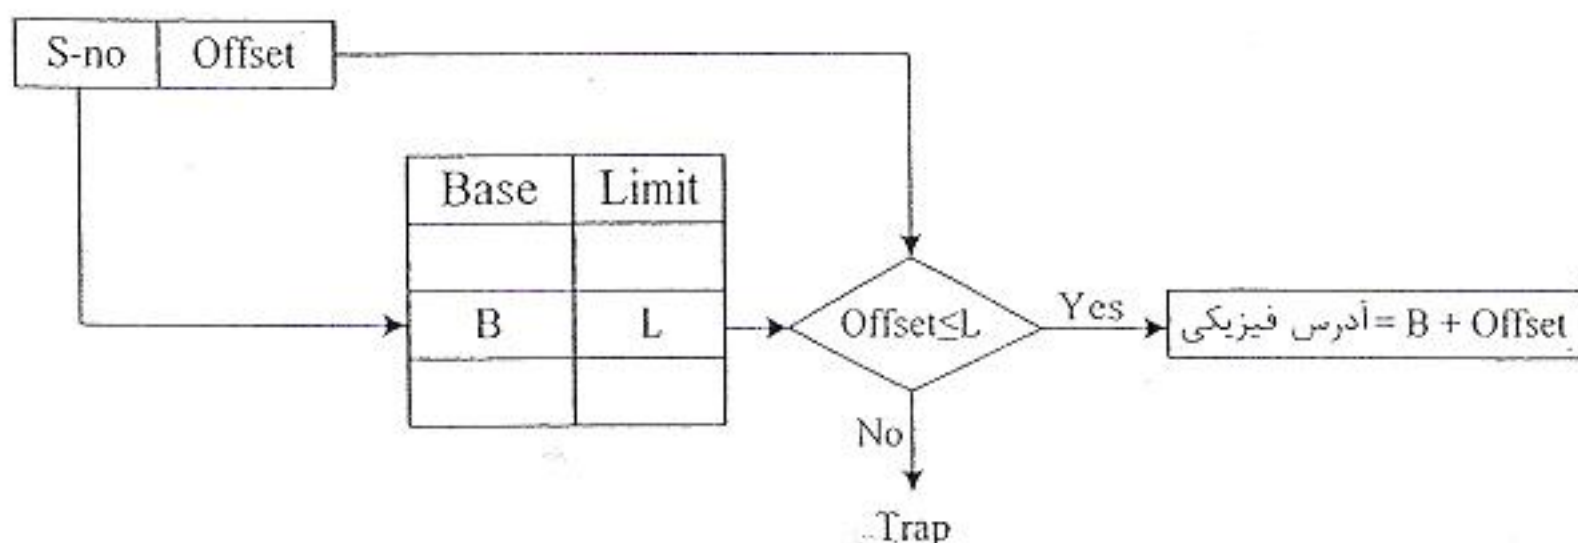 S-no Offset
Base Limit
B L
Offset≤L
Yes
آدرس فیزیکی = B + Offset
No
Trap